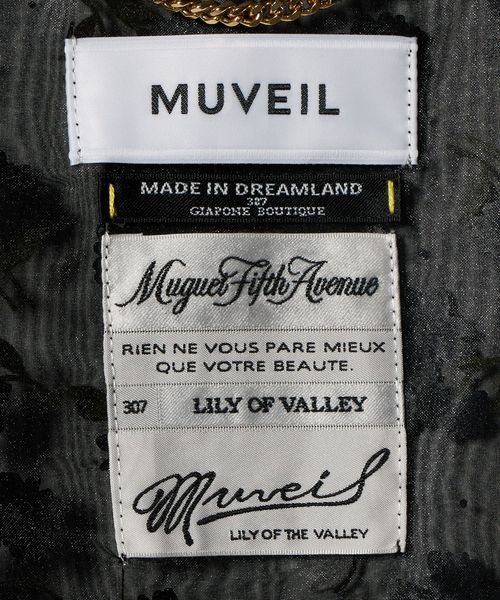 MUVEIL
MADE IN DREAMLAND
307
GIAPONE BOUTIQUE
Muguet Fifth Avenue
RIEN NE VOUS PARE MIEUX
QUE VOTRE BEAUTE.
307 LILY OF VALLEY
Muveil
LILY OF THE VALLEY